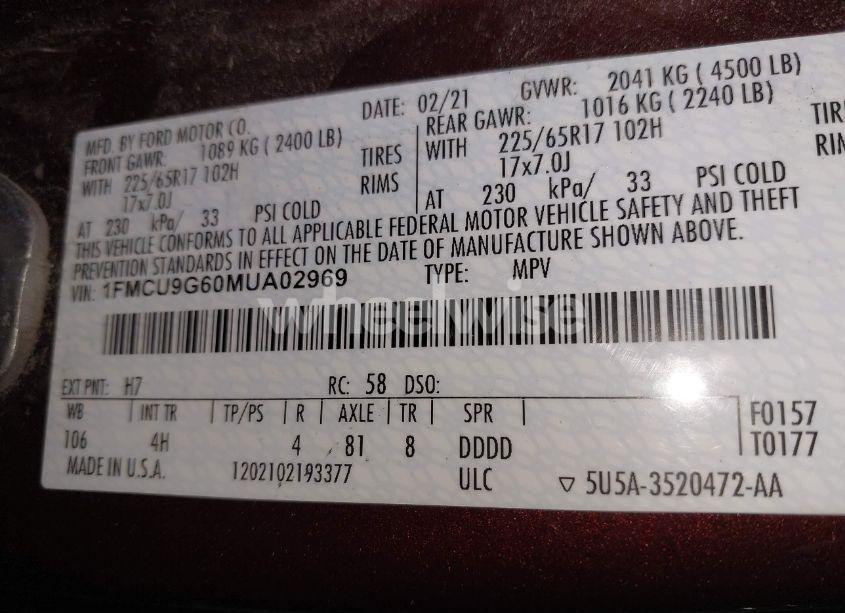 MFD. BY FORD MOTOR CO. DATE: 02/21 GVWR: 2041 KG ( 4500 LB)
FRONT GAWR: 1089 KG ( 2400 LB) REAR GAWR: 1016 KG ( 2240 LB)
WITH 225/65R17 102H TIRES WITH 225/65R17 102H TIRE
17x7.0J RIMS 17x7.0J RIM
AT 230 kPa/ 33 PSI COLD AT 230 kPa/ 33 PSI COLD
THIS VEHICLE CONFORMS TO ALL APPLICABLE FEDERAL MOTOR VEHICLE SAFETY AND THEFT
PREVENTION STANDARDS IN EFFECT ON THE DATE OF MANUFACTURE SHOWN ABOVE.
VIN: 1FMCU9G60MUA02969 TYPE: MPV
wheelwise
EXT PNT: H7 RC: 58 DSO:
WB INT TR TP/PS R AXLE TR SPR F0157
106 4H 4 81 8 DDDD T0177
MADE IN U.S.A. 1202102193377 ULC ▽ 5U5A-3520472-AA